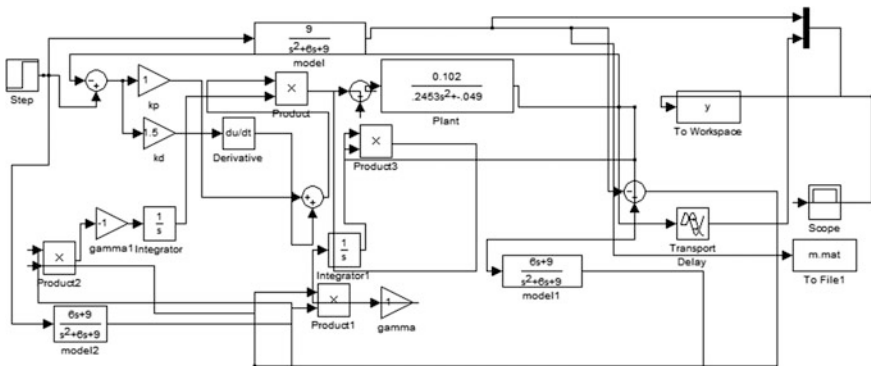 Step
9
s²+6s+9
model
-
+
1
kp
1.5
kd
du/dt
Derivative
×
Product
0.102
.2453s²+-.049
Plant
×
Product3
+
+
y
To Workspace
Scope
Transport
Delay
m.mat
To File1
×
Product2
-1
gamma1
1
s
Integrator
1
s
Integrator1
6s+9
s²+6s+9
model1
×
Product1
gamma
6s+9
s²+6s+9
model2